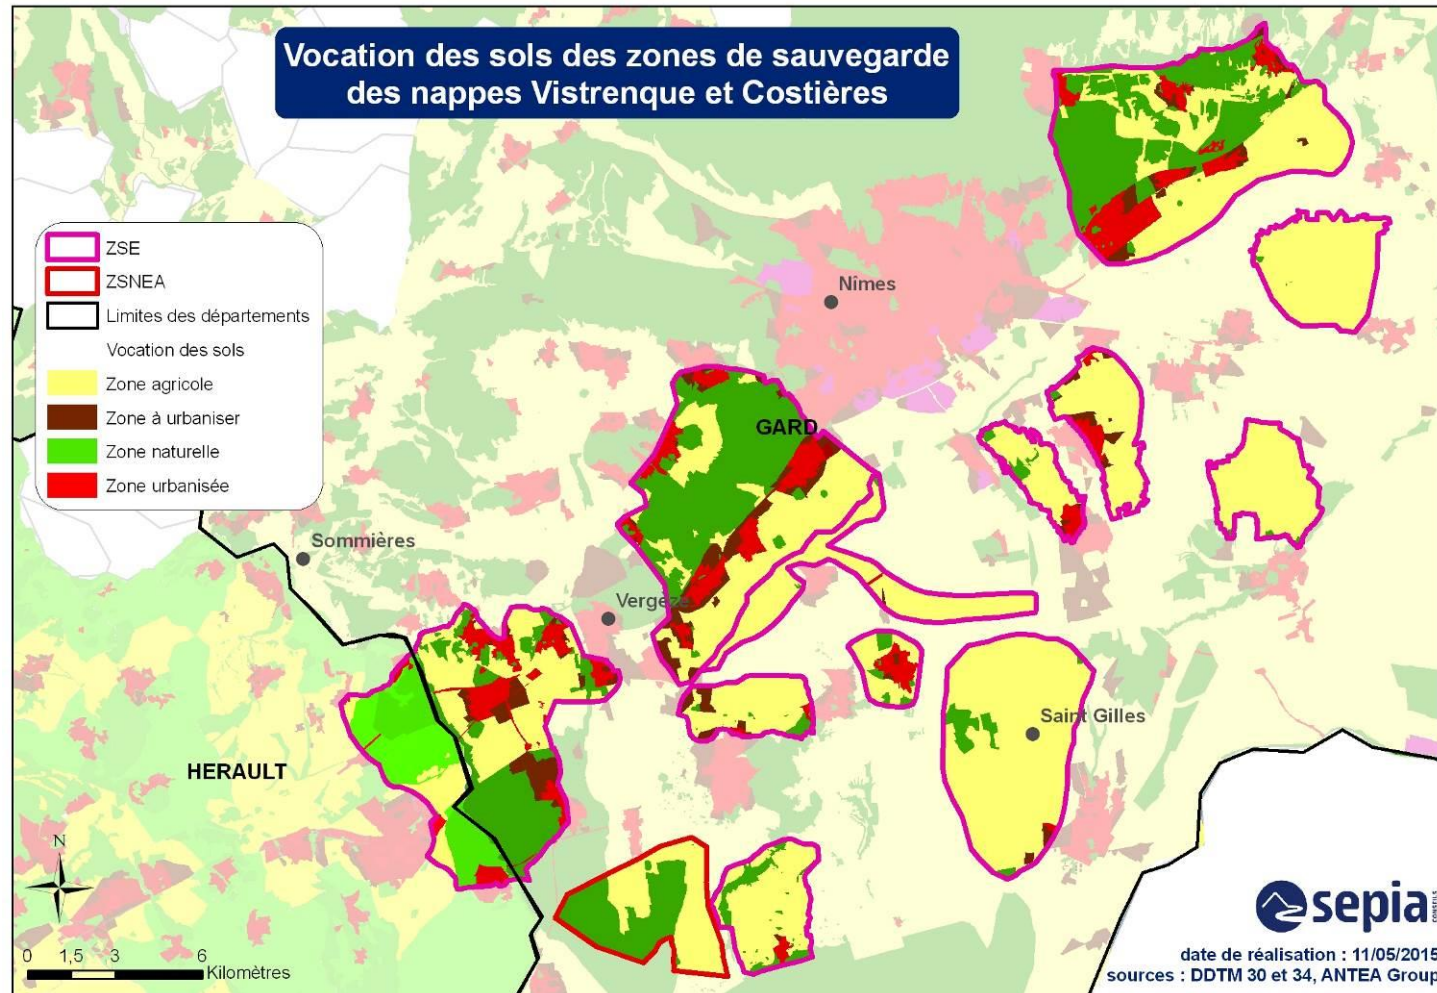 Vocation des sols des zones de sauvegarde
des nappes Vistrenque et Costières
ZSE
ZSNEA
Limites des départements
Vocation des sols
Zone agricole
Zone à urbaniser
Zone naturelle
Zone urbanisée
Nîmes
GARD
Sommières
Vergèze
Saint Gilles
HERAULT
N
0 1,5 3 6
Kilomètres
sepia CONSEILS
date de réalisation : 11/05/2015
sources : DDTM 30 et 34, ANTEA Group